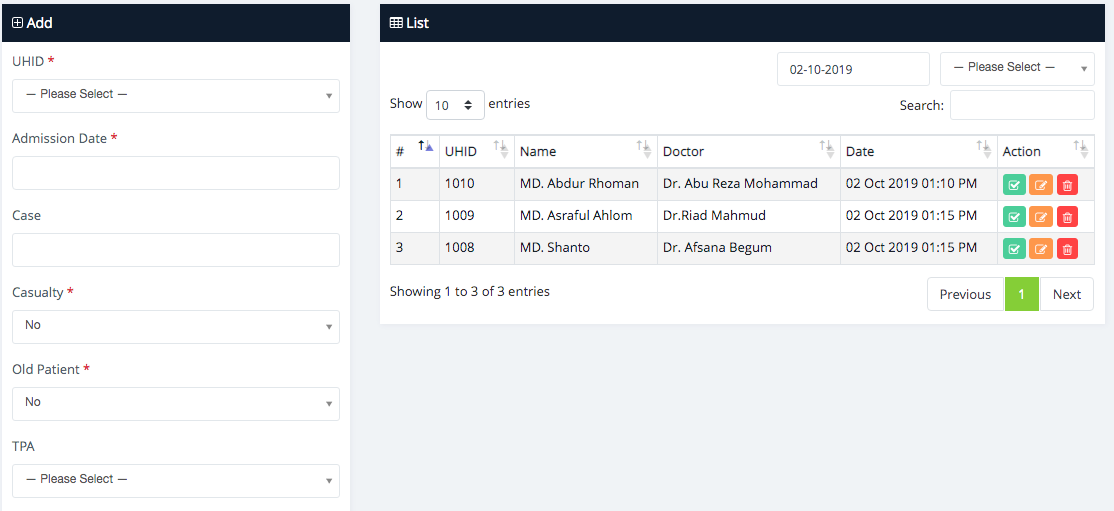 Add
UHID *
— Please Select —
Admission Date *
Case
Casualty *
No
Old Patient *
No
TPA
— Please Select —
List
02-10-2019 — Please Select —
Show 10 entries Search:
# UHID Name Doctor Date Action
1 1010 MD. Abdur Rhoman Dr. Abu Reza Mohammad 02 Oct 2019 01:10 PM
2 1009 MD. Asraful Ahlom Dr.Riad Mahmud 02 Oct 2019 01:15 PM
3 1008 MD. Shanto Dr. Afsana Begum 02 Oct 2019 01:15 PM
Showing 1 to 3 of 3 entries Previous 1 Next